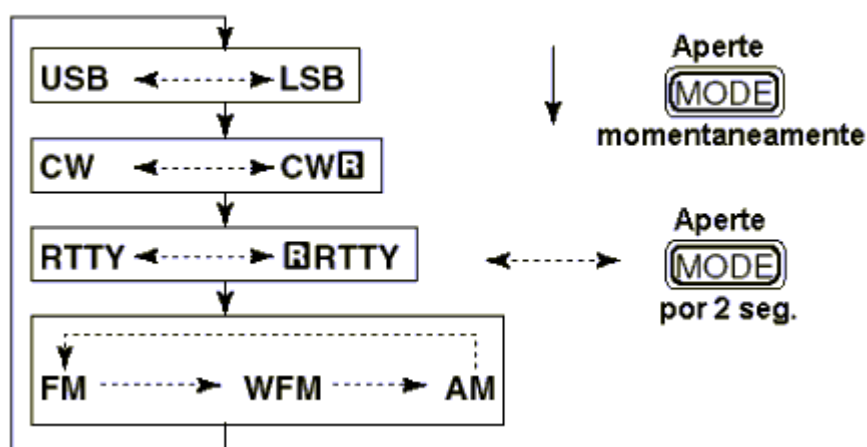 USB LSB
CW CWR
RTTY RRTTY
FM WFM AM
Aperte
MODE
momentaneamente
Aperte
MODE
por 2 seg.